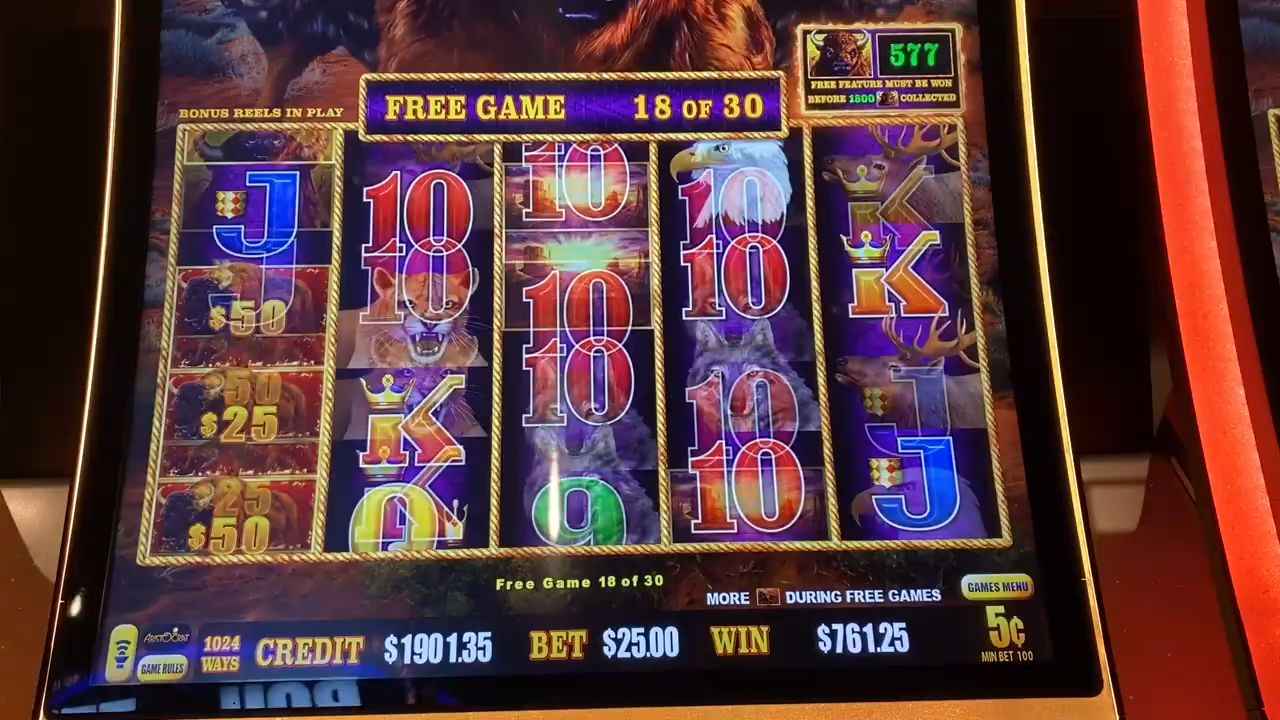 577
FREE FEATURE MUST BE WON
BEFORE 1800 COLLECTED
BONUS REELS IN PLAY
FREE GAME 18 OF 30
J 10 10 10 K
$50 10 10 10 K
$50 $25 K 10 10 J
25 $50 Q 9 10 J
Free Game 18 of 30
MORE DURING FREE GAMES
GAMES MENU
ARISTOCRAT
GAME RULES
1024 WAYS
CREDIT $1901.35 BET $25.00 WIN $761.25
5¢
MIN BET 100